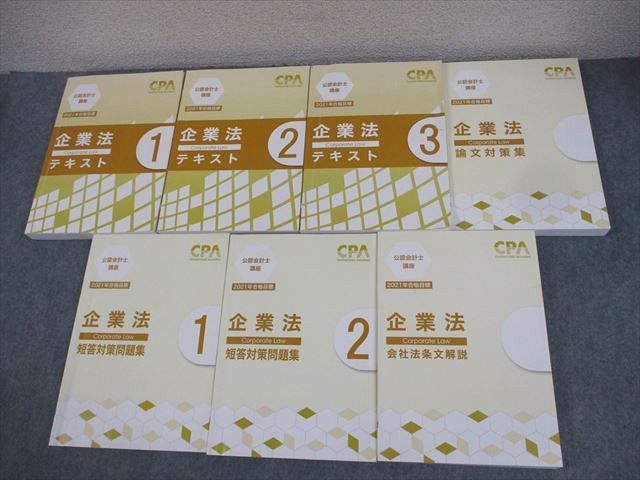 公認会計士
講座
CPA
2021年合格目標
企業法
Corporate Law
テキスト
1
公認会計士
講座
CPA
2021年合格目標
企業法
Corporate Law
テキスト
2
公認会計士
講座
CPA
2021年合格目標
企業法
Corporate Law
テキスト
3
公認会計士
講座
CPA
2021年合格目標
企業法
Corporate Law
論文対策集
公認会計士
講座
CPA
2021年合格目標
企業法
Corporate Law
短答対策問題集
1
公認会計士
講座
CPA
2021年合格目標
企業法
Corporate Law
短答対策問題集
2
公認会計士
講座
CPA
2021年合格目標
企業法
Corporate Law
会社法条文解説